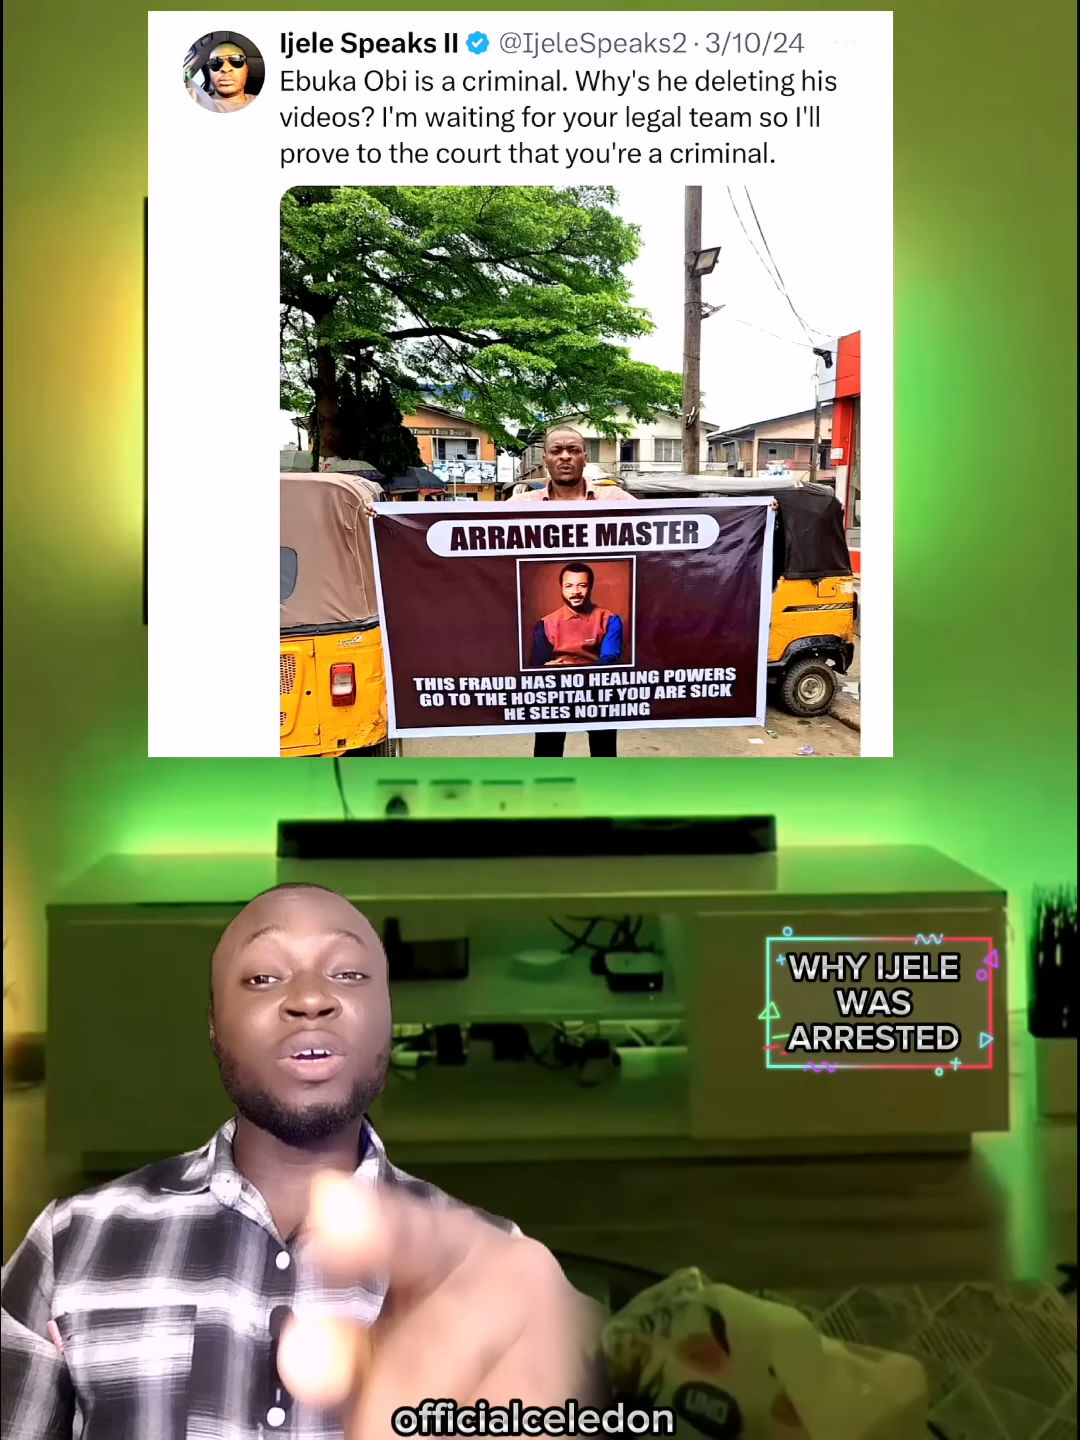 Ijele Speaks II @IjeleSpeaks2 · 3/10/24
Ebuka Obi is a criminal. Why's he deleting his
videos? I'm waiting for your legal team so I'll
prove to the court that you're a criminal.
ARRANGEE MASTER
THIS FRAUD HAS NO HEALING POWERS
GO TO THE HOSPITAL IF YOU ARE SICK
HE SEES NOTHING
WHY IJELE
WAS
ARRESTED
UNO
officialceledon